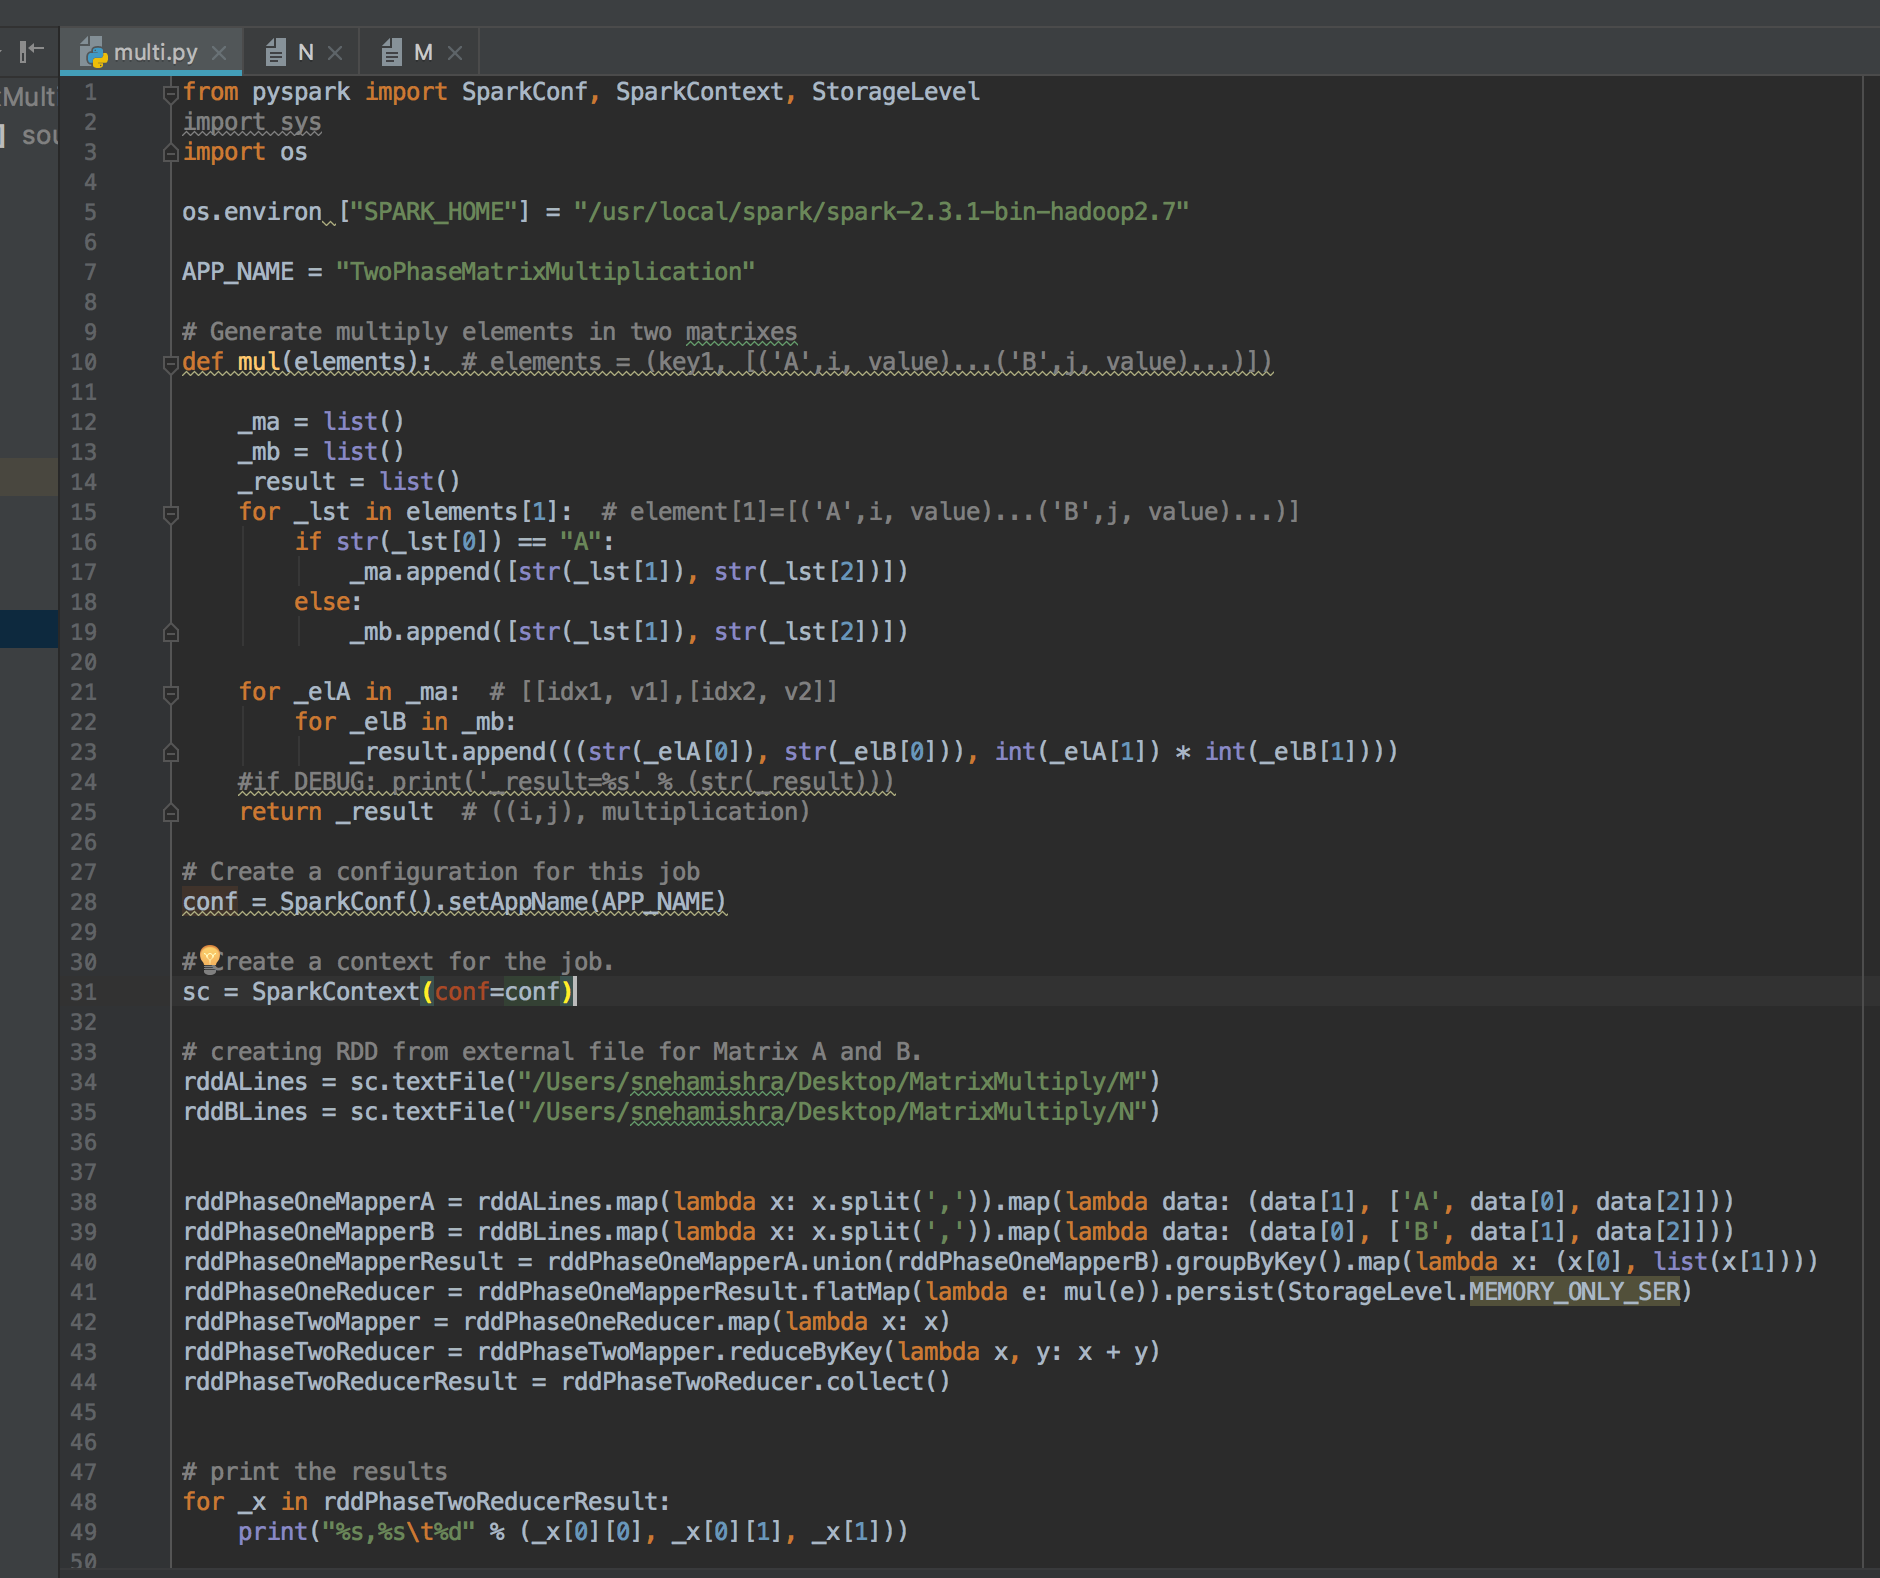 multi.py N M
Mult
sou
1 from pyspark import SparkConf, SparkContext, StorageLevel
2 import sys
3 import os
4
5 os.environ ["SPARK_HOME"] = "/usr/local/spark/spark-2.3.1-bin-hadoop2.7"
6
7 APP_NAME = "TwoPhaseMatrixMultiplication"
8
9 # Generate multiply elements in two matrixes
10 def mul(elements):  # elements = (key1, [('A',i, value)...('B',j, value)...)])
11
12     _ma = list()
13     _mb = list()
14     _result = list()
15     for _lst in elements[1]:  # element[1]=[('A',i, value)...('B',j, value)...)]
16         if str(_lst[0]) == "A":
17             _ma.append([str(_lst[1]), str(_lst[2])])
18         else:
19             _mb.append([str(_lst[1]), str(_lst[2])])
20
21     for _elA in _ma:  # [[idx1, v1],[idx2, v2]]
22         for _elB in _mb:
23             _result.append(((str(_elA[0]), str(_elB[0])), int(_elA[1]) * int(_elB[1])))
24     #if DEBUG: print('_result=%s' % (str(_result)))
25     return _result  # ((i,j), multiplication)
26
27 # Create a configuration for this job
28 conf = SparkConf().setAppName(APP_NAME)
29
30 # Create a context for the job.
31 sc = SparkContext(conf=conf)
32
33 # creating RDD from external file for Matrix A and B.
34 rddALines = sc.textFile("/Users/snehamishra/Desktop/MatrixMultiply/M")
35 rddBLines = sc.textFile("/Users/snehamishra/Desktop/MatrixMultiply/N")
36
37
38 rddPhaseOneMapperA = rddALines.map(lambda x: x.split(',')).map(lambda data: (data[1], ['A', data[0], data[2]]))
39 rddPhaseOneMapperB = rddBLines.map(lambda x: x.split(',')).map(lambda data: (data[0], ['B', data[1], data[2]]))
40 rddPhaseOneMapperResult = rddPhaseOneMapperA.union(rddPhaseOneMapperB).groupByKey().map(lambda x: (x[0], list(x[1])))
41 rddPhaseOneReducer = rddPhaseOneMapperResult.flatMap(lambda e: mul(e)).persist(StorageLevel.MEMORY_ONLY_SER)
42 rddPhaseTwoMapper = rddPhaseOneReducer.map(lambda x: x)
43 rddPhaseTwoReducer = rddPhaseTwoMapper.reduceByKey(lambda x, y: x + y)
44 rddPhaseTwoReducerResult = rddPhaseTwoReducer.collect()
45
46
47 # print the results
48 for _x in rddPhaseTwoReducerResult:
49     print("%s,%s\t%d" % (_x[0][0], _x[0][1], _x[1]))
50